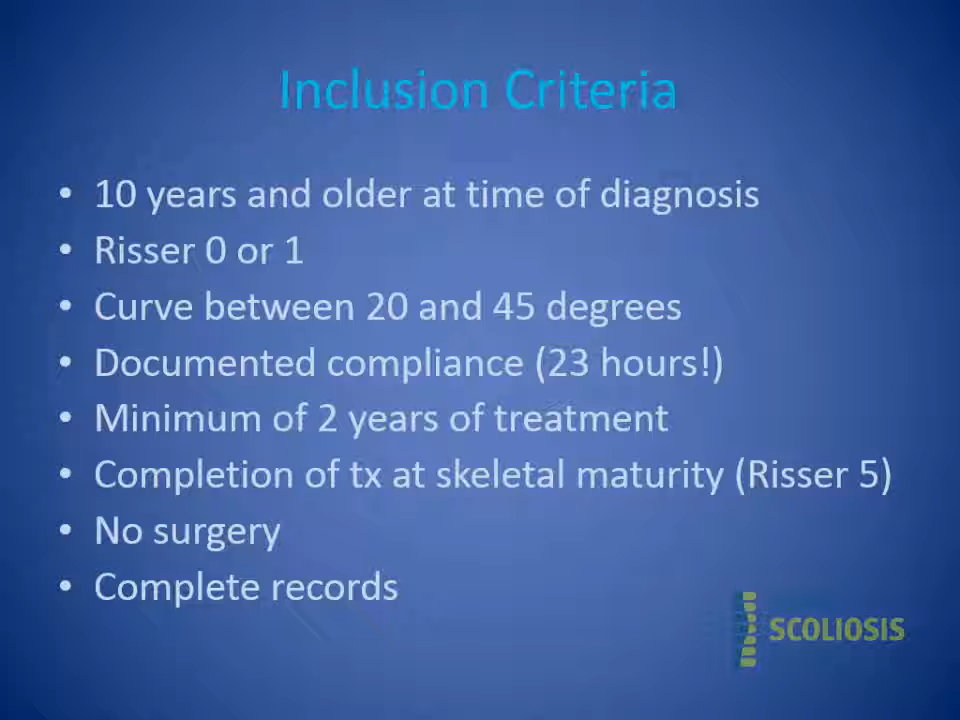 Inclusion Criteria
• 10 years and older at time of diagnosis
• Risser 0 or 1
• Curve between 20 and 45 degrees
• Documented compliance (23 hours!)
• Minimum of 2 years of treatment
• Completion of tx at skeletal maturity (Risser 5)
• No surgery
• Complete records
SCOLIOSIS